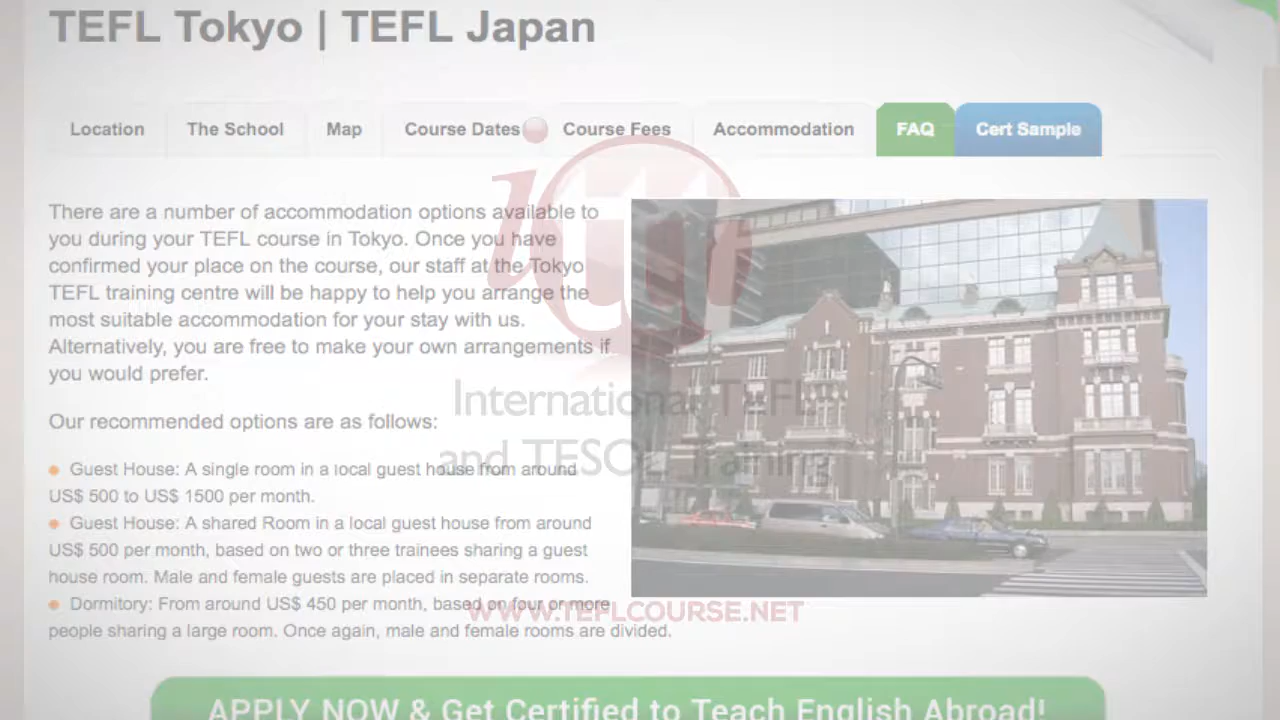 TEFL Tokyo | TEFL Japan
Location The School Map Course Dates Course Fees Accommodation FAQ Cert Sample
There are a number of accommodation options available to
you during your TEFL course in Tokyo. Once you have
confirmed your place on the course, our staff at the Tokyo
TEFL training centre will be happy to help you arrange the
most suitable accommodation for your stay with us.
Alternatively, you are free to make your own arrangements if
you would prefer.
Our recommended options are as follows:
Guest House: A single room in a local guest house from around
US$ 500 to US$ 1500 per month.
Guest House: A shared Room in a local guest house from around
US$ 500 per month, based on two or three trainees sharing a guest
house room. Male and female guests are placed in separate rooms.
Dormitory: From around US$ 450 per month, based on four or more
people sharing a large room. Once again, male and female rooms are divided.
ittt
International TEFL
and TESOL Training
WWW.TEFLCOURSE.NET
APPLY NOW & Get Certified to Teach English Abroad!